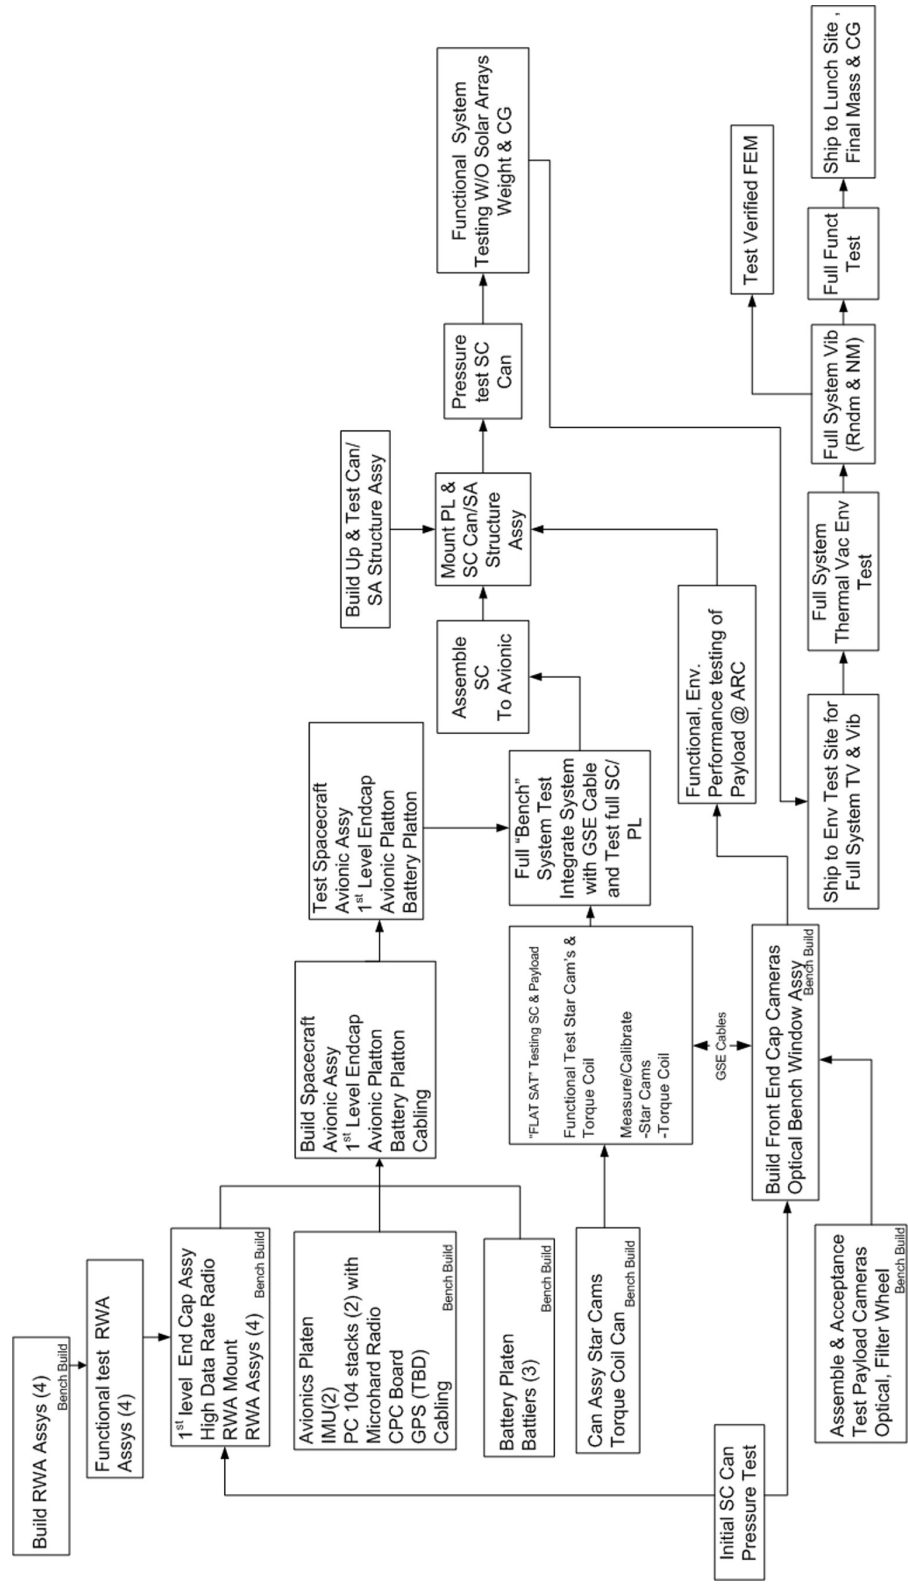 Build RWA Assys (4)
Bench Build
Functional test  RWA
Assys (4)
1st level  End Cap Assy
High Data Rate Radio
RWA Mount
RWA Assys (4)
Bench Build
Avionics Platen
IMU(2)
PC 104 stacks (2) with
Microhard Radio
CPC Board
GPS (TBD)
Cabling
Bench Build
Battery Platen
Battiers (3)
Bench Build
Can Assy Star Cams
Torque Coil Can
Bench Build
Initial SC Can
Pressure Test
Assemble & Acceptance
Test Payload Cameras
Optical, Filter Wheel
Bench Build
Build Spacecraft
Avionic Assy
1st Level Endcap
Avionic Platton
Battery Platton
Cabling
Test Spacecraft
Avionic Assy
1st Level Endcap
Avionic Platton
Battery Platton
"FLAT SAT" Testing SC & Payload
Functional Test Star Cam's &
Torque Coil
Measure/Calibrate
-Star Cams
-Torque Coil
GSE Cables
Build Front End Cap Cameras
Optical Bench Window Assy
Bench Build
Full “Bench”
System Test
Integrate System
with GSE Cable
and Test full SC/
PL
Assemble
SC
To Avionic
Build Up & Test Can/
SA Structure Assy
Mount PL &
SC Can/SA
Structure
Assy
Functional, Env.
Performance testing of
Payload @ ARC
Pressure
test SC
Can
Functional  System
Testing W/O Solar Arrays
Weight & CG
Ship to Env Test Site for
Full System TV & Vib
Full System
Thermal Vac Env
Test
Full System Vib
(Rndm & NM)
Test Verified FEM
Full Funct
Test
Ship to Lunch Site ,
Final Mass & CG